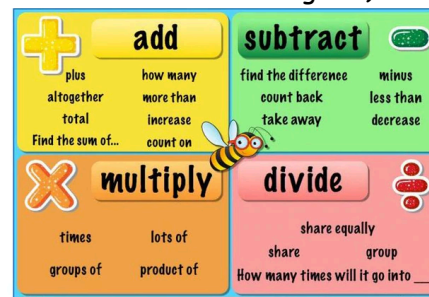 add
plus how many
altogether more than
total increase
Find the sum of... count on
subtract
find the difference minus
count back less than
take away decrease
multiply
times lots of
groups of product of
divide
share equally
share group
How many times will it go into __